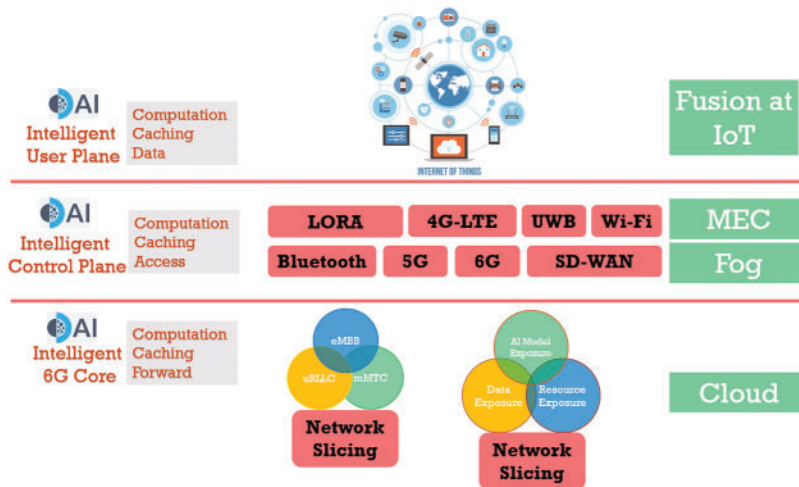 AI
Intelligent
User Plane
Computation
Caching
Data
INTERNET OF THINGS
Fusion at
IoT
AI
Intelligent
Control Plane
Computation
Caching
Access
LORA
4G-LTE
UWB
Wi-Fi
MEC
Bluetooth
5G
6G
SD-WAN
Fog
AI
Intelligent
6G Core
Computation
Caching
Forward
eMBB
uRLLC
mMTC
Network
Slicing
AI Model
Exposure
Data
Exposure
Resource
Exposure
Network
Slicing
Cloud